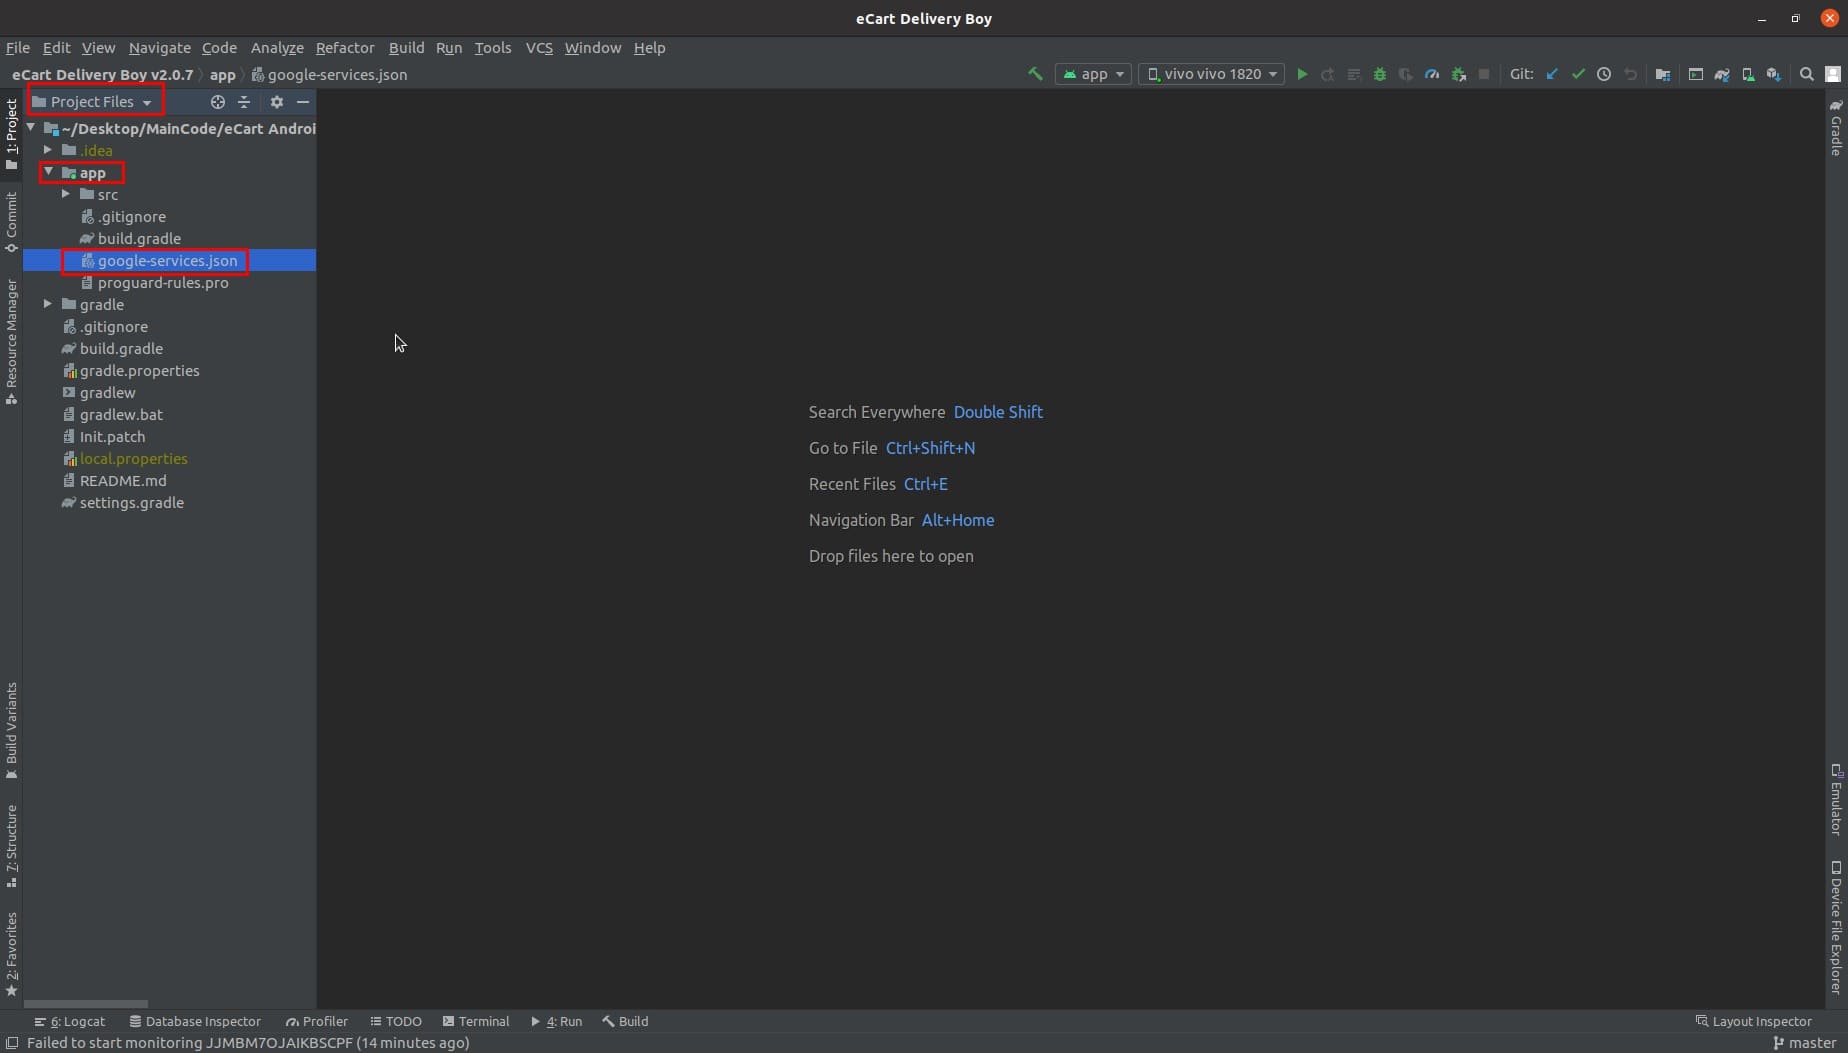 eCart Delivery Boy
File Edit View Navigate Code Analyze Refactor Build Run Tools VCS Window Help
eCart Delivery Boy v2.0.7 〉 app 〉 google-services.json
app
vivo vivo 1820
Git:
Project Files
~/Desktop/MainCode/eCart Androi
.idea
app
src
.gitignore
build.gradle
google-services.json
proguard-rules.pro
gradle
.gitignore
build.gradle
gradle.properties
gradlew
gradlew.bat
Init.patch
local.properties
README.md
settings.gradle
1: Project
Commit
Resource Manager
Build Variants
7: Structure
2: Favorites
Search Everywhere Double Shift
Go to File Ctrl+Shift+N
Recent Files Ctrl+E
Navigation Bar Alt+Home
Drop files here to open
Gradle
Emulator
Device File Explorer
6: Logcat Database Inspector Profiler TODO Terminal 4: Run Build Layout Inspector
Failed to start monitoring JJMBM7OJAIKBSCPF (14 minutes ago) master